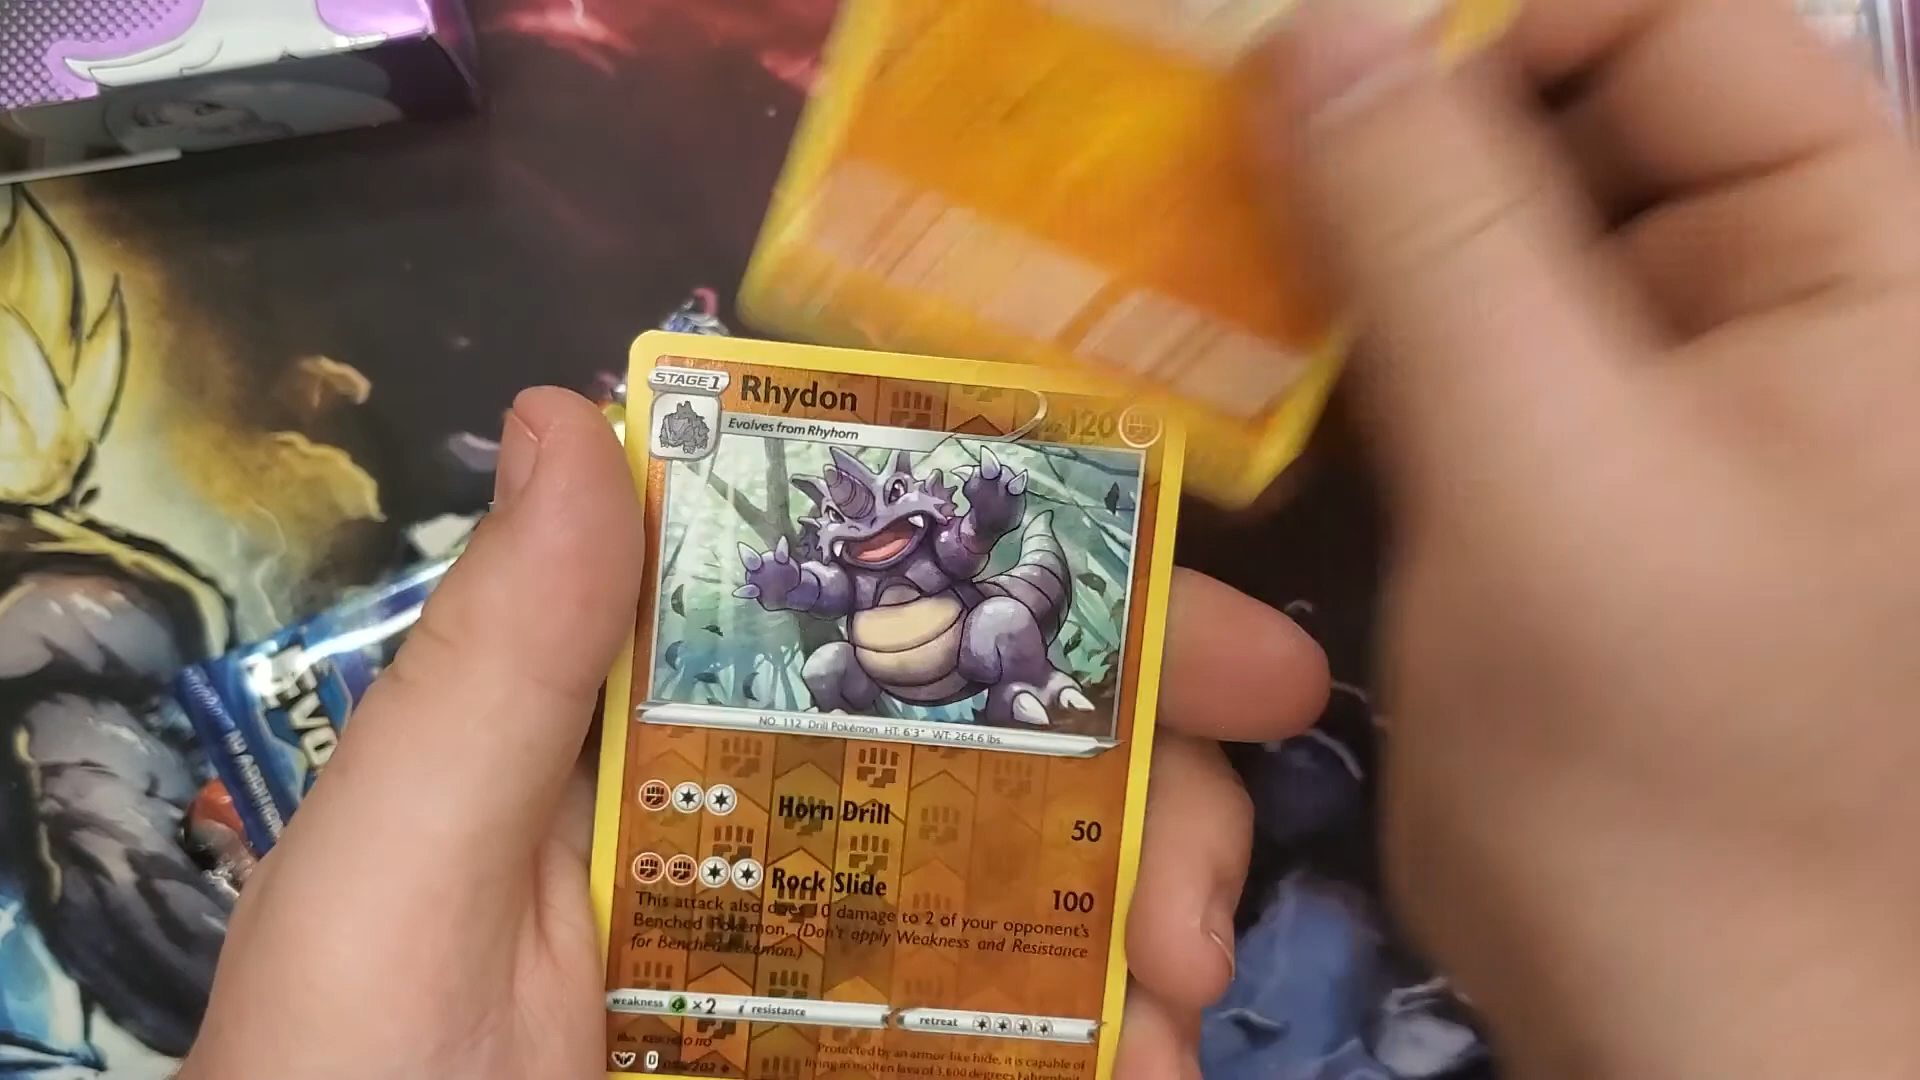 STAGE 1 Rhydon 120
Evolves from Rhyhorn
NO. 112 Drill Pokémon HT: 6'3" WT: 264.6 lbs.
Horn Drill 50
Rock Slide 100
This attack also 10 damage to 2 of your opponent's
Benched Pokémon. (Don't apply Weakness and Resistance
for Benched Pokémon.)
weakness ×2 resistance retreat
Illus. KEIICHIRO ITO
Protected by an armor-like hide, it is capable of
living in molten lava of 3,600 degrees Fahrenheit.
D /202
EVO